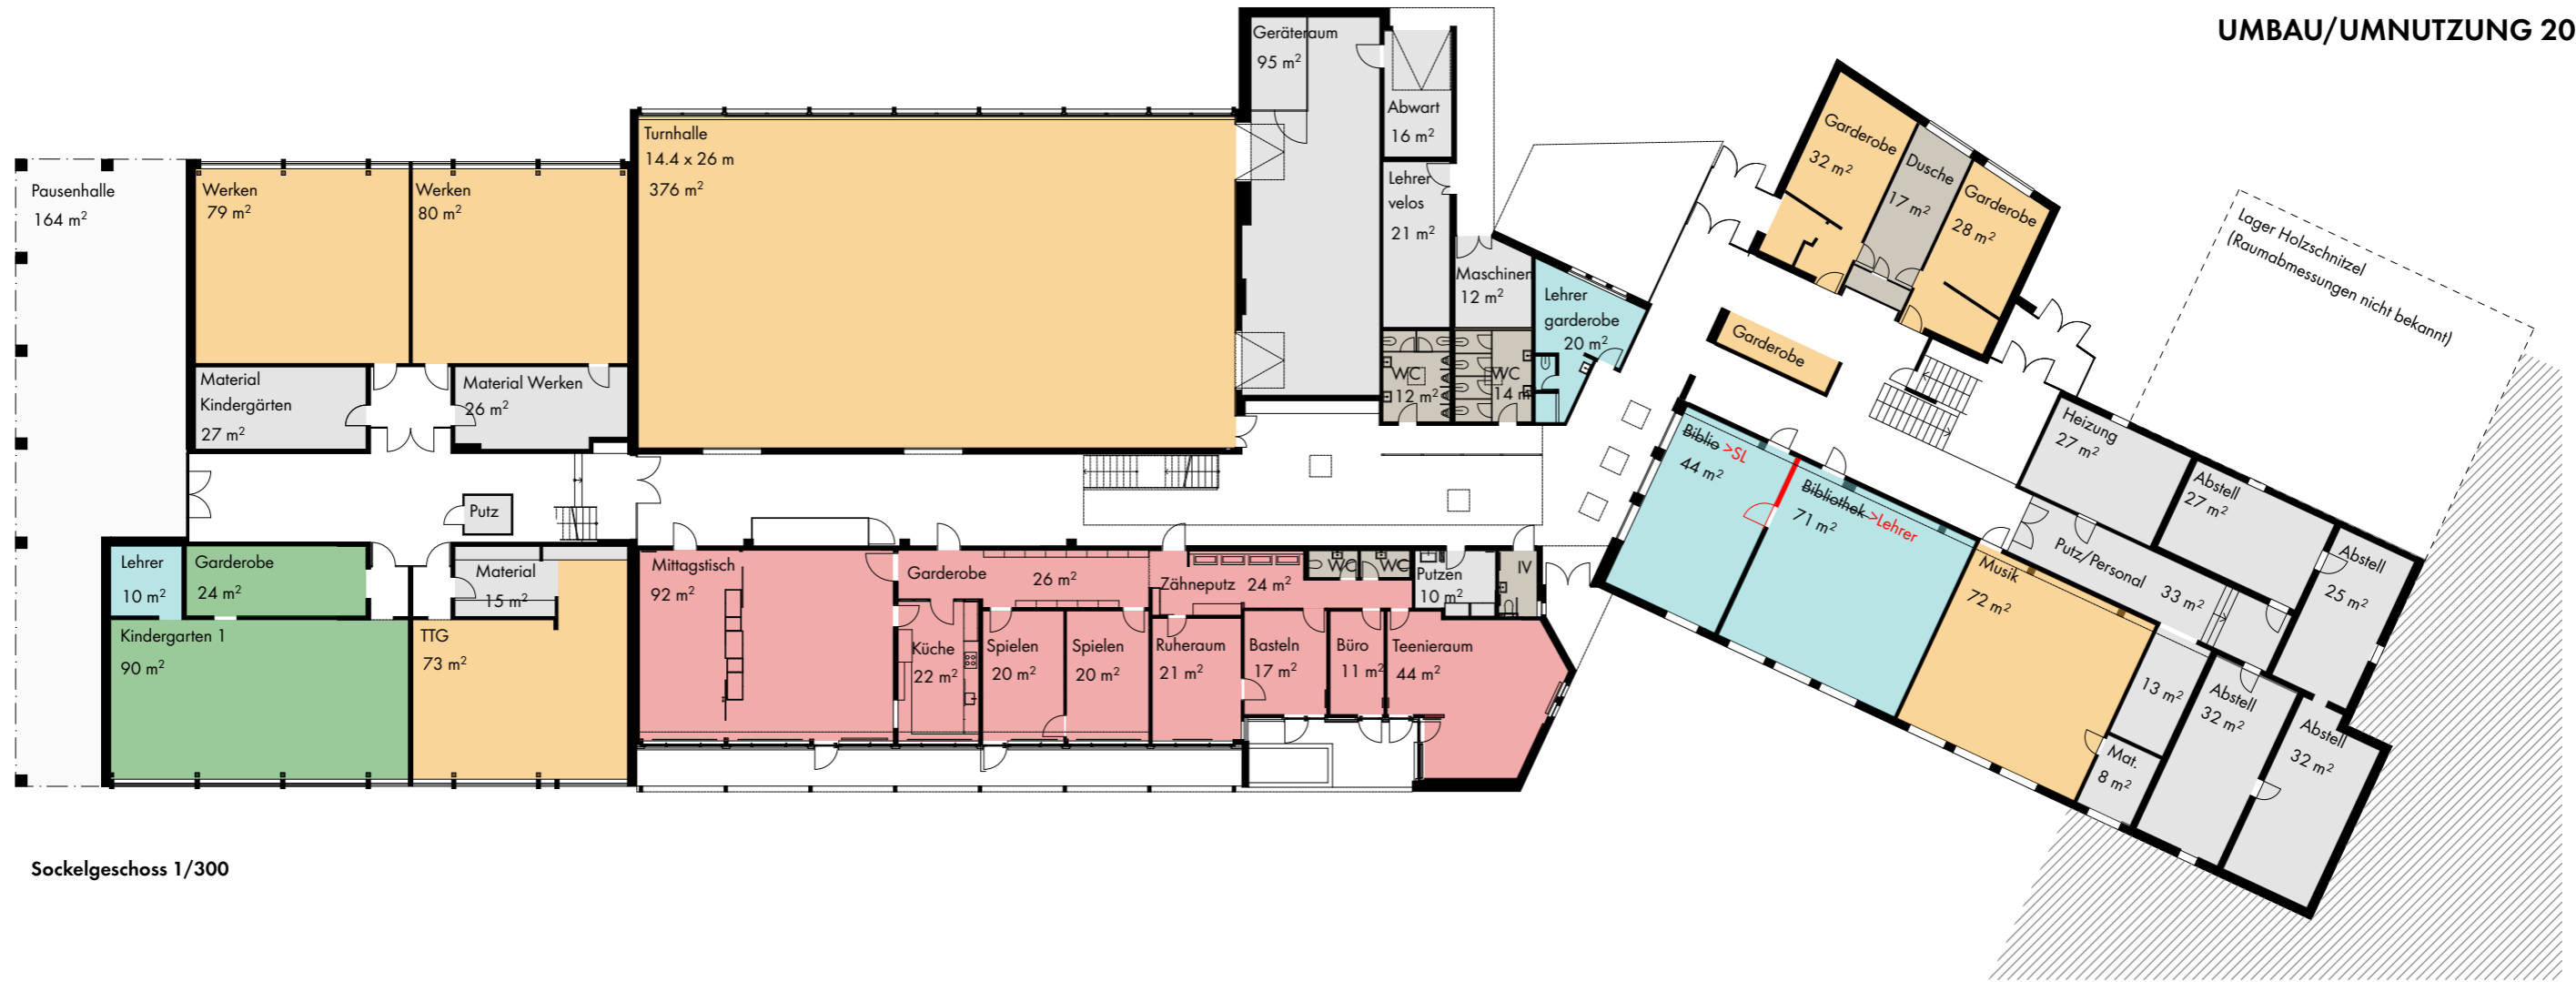 UMBAU/UMNUTZUNG 20
Pausenhalle
164 m²
Werken
79 m²
Werken
80 m²
Material
Kindergärten
27 m²
Material Werken
26 m²
Turnhalle
14.4 x 26 m
376 m²
Geräteraum
95 m²
Abwart
16 m²
Lehrer
velos
21 m²
Maschinen
12 m²
Lehrer
garderobe
20 m²
WC
12 m²
WC
14 m
Garderobe
32 m²
Dusche
17 m²
Garderobe
28 m²
Garderobe
Lager Holzschnitzel
(Raumabmessungen nicht bekannt)
Putz
Lehrer
10 m²
Garderobe
24 m²
Kindergarten 1
90 m²
Material
15 m²
TTG
73 m²
Mittagstisch
92 m²
Garderobe
26 m²
Küche
22 m²
Spielen
20 m²
Spielen
20 m²
Zähneputz 24 m²
Ruheraum
21 m²
WC
WC
Basteln
17 m²
Büro
11 m²
Putzen
10 m²
IV
Teenieraum
44 m²
Biblio >SL
44 m²
Bibliothek >Lehrer
71 m²
Musik
72 m²
Heizung
27 m²
Abstell
27 m²
Abstell
25 m²
Putz/Personal 33 m²
13 m²
Mat.
8 m²
Abstell
32 m²
Abstell
32 m²
Sockelgeschoss 1/300